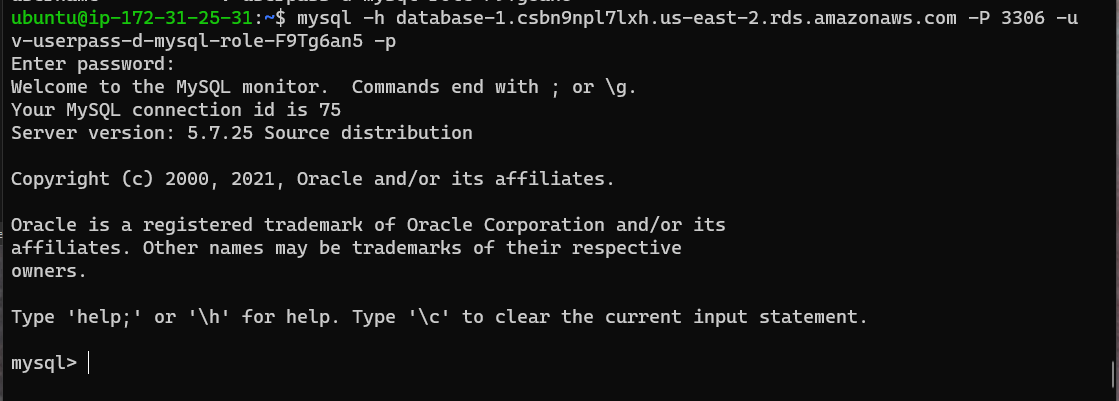 ubuntu@ip-172-31-25-31:~$ mysql -h database-1.csbn9npl7lxh.us-east-2.rds.amazonaws.com -P 3306 -u
v-userpass-d-mysql-role-F9Tg6an5 -p
Enter password:
Welcome to the MySQL monitor.  Commands end with ; or \g.
Your MySQL connection id is 75
Server version: 5.7.25 Source distribution

Copyright (c) 2000, 2021, Oracle and/or its affiliates.

Oracle is a registered trademark of Oracle Corporation and/or its
affiliates. Other names may be trademarks of their respective
owners.

Type 'help;' or '\h' for help. Type '\c' to clear the current input statement.

mysql>